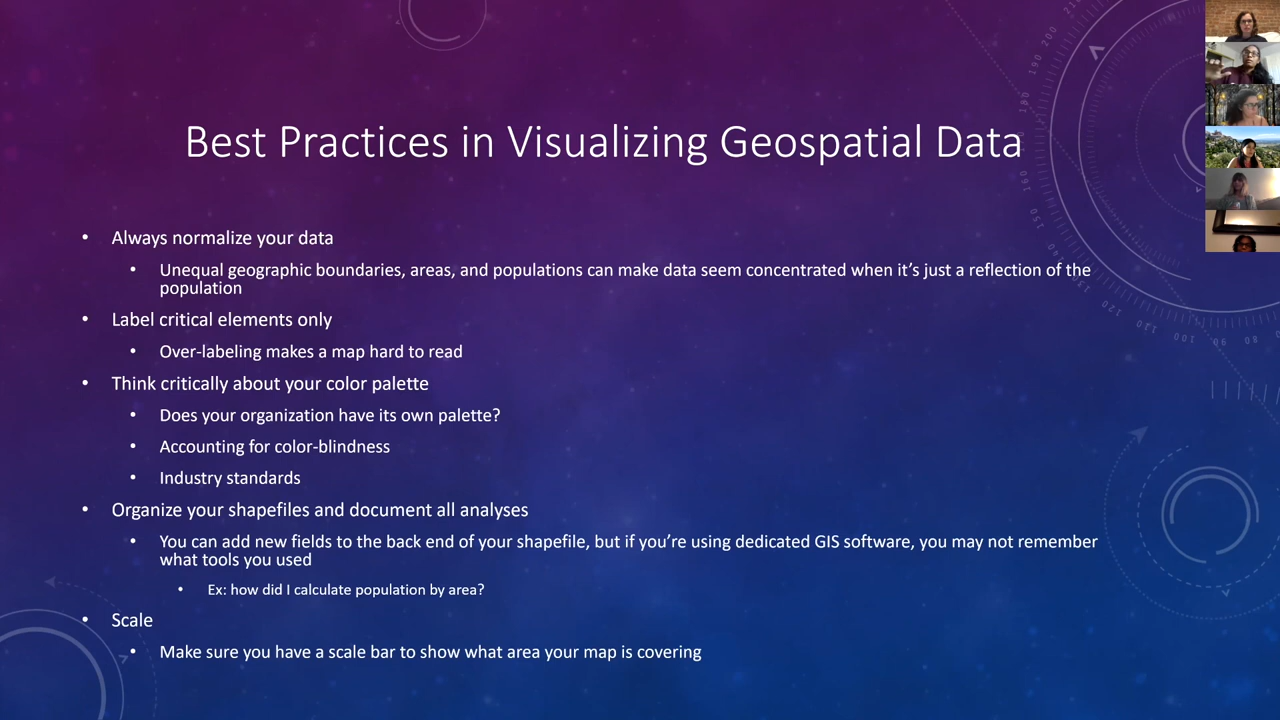 Best Practices in Visualizing Geospatial Data
• Always normalize your data
• Unequal geographic boundaries, areas, and populations can make data seem concentrated when it's just a reflection of the
population
• Label critical elements only
• Over-labeling makes a map hard to read
• Think critically about your color palette
• Does your organization have its own palette?
• Accounting for color-blindness
• Industry standards
• Organize your shapefiles and document all analyses
• You can add new fields to the back end of your shapefile, but if you're using dedicated GIS software, you may not remember
what tools you used
• Ex: how did I calculate population by area?
• Scale
• Make sure you have a scale bar to show what area your map is covering